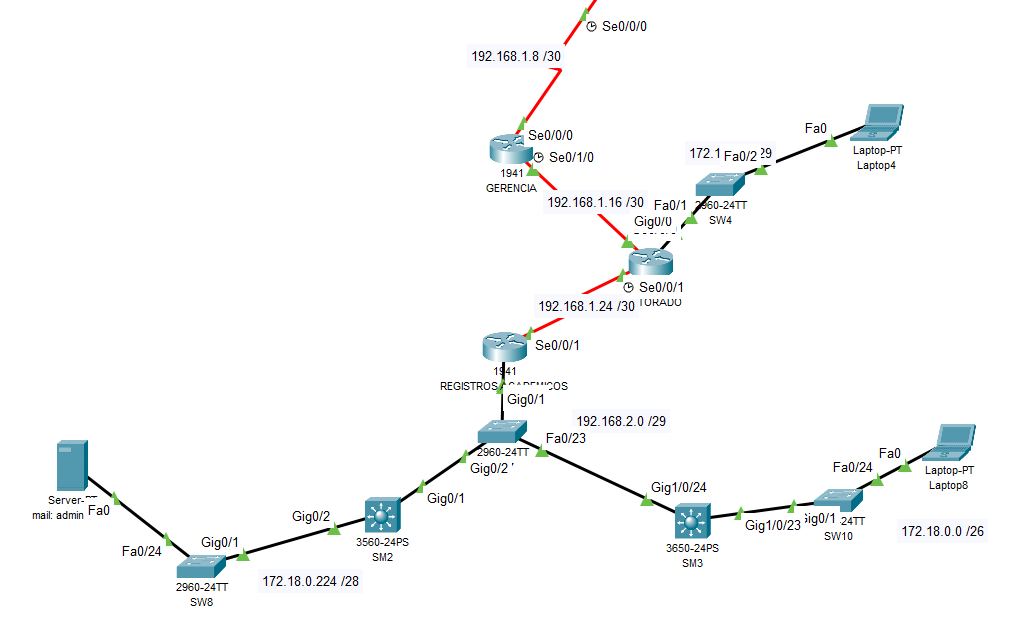 Se0/0/0
192.168.1.8 /30
Se0/0/0
Se0/1/0
1941
GERENCIA
192.168.1.16 /30
Fa0
Laptop-PT
Laptop4
172.1
Fa0/2
29
2960-24TT
SW4
Fa0/1
Gig0/0
Se0/0/1
TORADO
192.168.1.24 /30
Se0/0/1
1941
REGISTROS ACADEMICOS
Gig0/1
192.168.2.0 /29
Fa0/23
2960-24TT
Gig0/2
Gig0/1
Server-PT
mail: admin
Fa0
Fa0/24
Gig0/1
2960-24TT
SW8
172.18.0.224 /28
Gig0/2
3560-24PS
SM2
Gig1/0/24
3650-24PS
SM3
Gig1/0/23
Gig0/1
24TT
SW10
Fa0/24
Fa0
Laptop-PT
Laptop8
172.18.0.0 /26